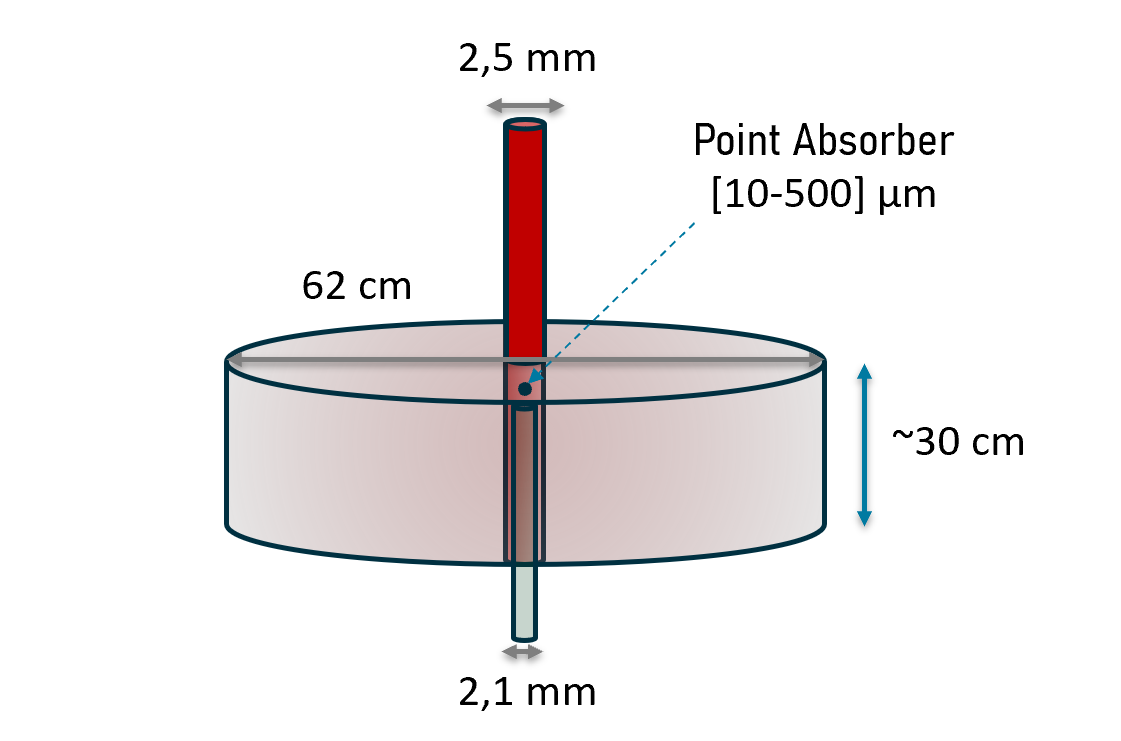 2,5 mm
Point Absorber
[10-500] µm
62 cm
~30 cm
2,1 mm